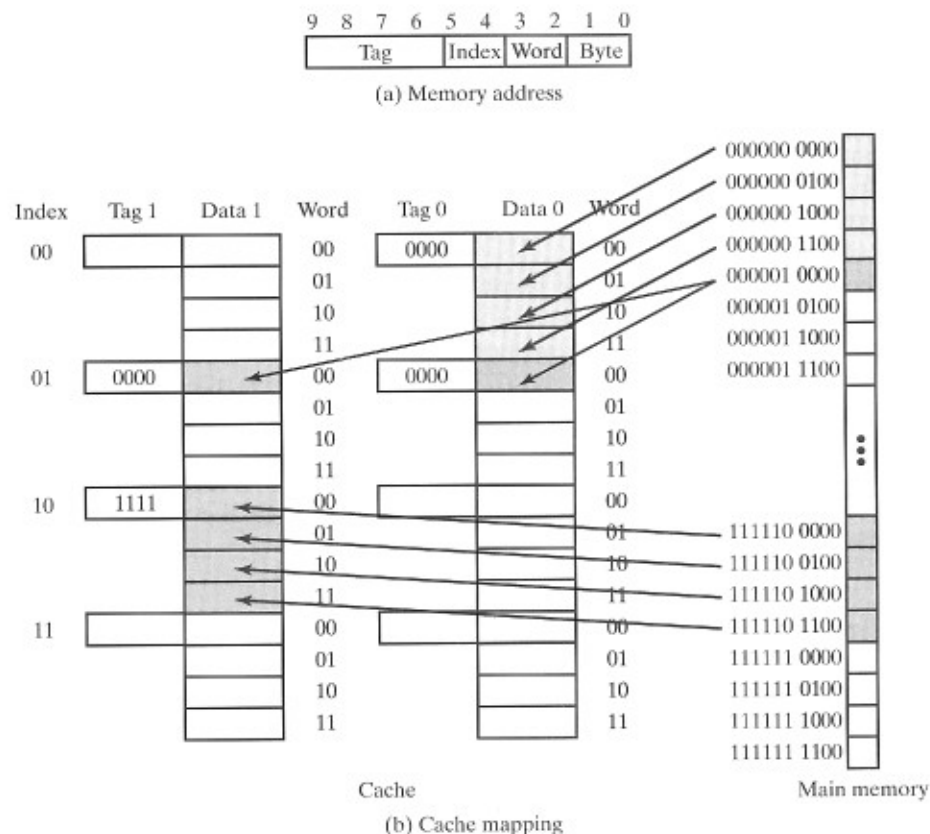 9 8 7 6 5 4 3 2 1 0
Tag Index Word Byte
(a) Memory address
000000 0000
000000 0100
Index Tag 1 Data 1 Word Tag 0 Data 0 Word 000000 1000
00 00 0000 00 000000 1100
01 01 000001 0000
10 10 000001 0100
11 11 000001 1000
01 0000 00 0000 00 000001 1100
01 01
10 10
11 11
10 1111 00 00
01 01 111110 0000
10 10 111110 0100
11 11 111110 1000
11 00 00 111110 1100
01 01 111111 0000
10 10 111111 0100
11 11 111111 1000
111111 1100
Cache Main memory
(b) Cache mapping